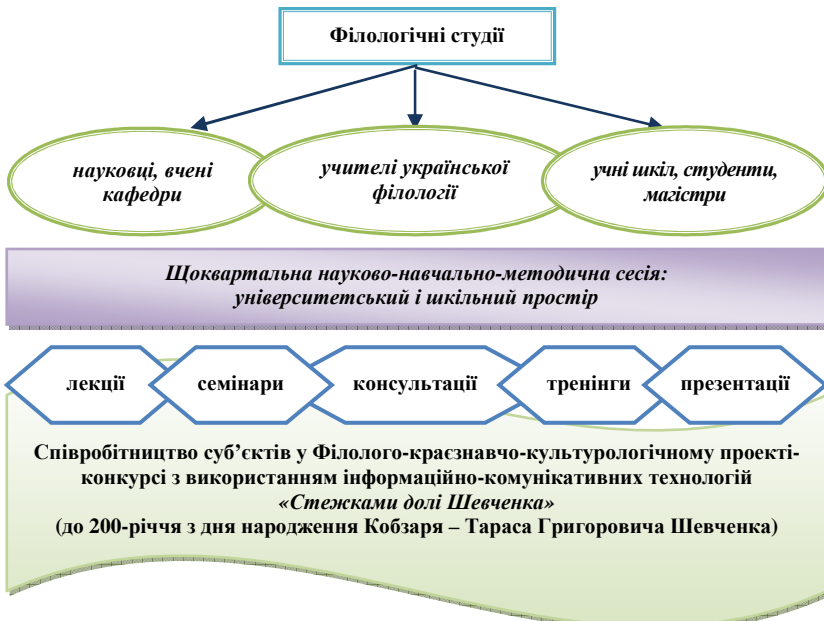 Філологічні студії
науковці, вчені
кафедри
учителі української
філології
учні шкіл, студенти,
магістри
Щоквартальна науково-навчально-методична сесія:
університетський і шкільний простір
лекції
семінари
консультації
тренінги
презентації
Співробітництво суб’єктів у Філолого-краєзнавчо-культурологічному проекті-
конкурсі з використанням інформаційно-комунікативних технологій
«Стежками долі Шевченка»
(до 200-річчя з дня народження Кобзаря – Тараса Григоровича Шевченка)